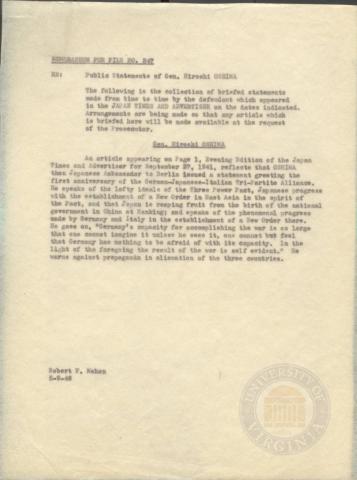 MEMORANDUM FOR FILE NO. 247
RE: Public Statements of Gen. Hiroshi OSHIMA
The following is the collection of briefed statements
made from time to time by the defendant which appeared
in the JAPAN TIMES AND ADVERTISER on the dates indicated.
Arrangements are being made so that any article which
is briefed here will be made available at the request
of the Prosecutor.
Gen. Hiroshi OSHIMA
An article appearing on Page 1, Evening Edition of the Japan
Times and Advertiser for September 27, 1941, reflects that OSHIMA
then Japanese Ambassador to Berlin issued a statement greeting the
first anniversary of the German-Japanese-Italian Tri-Partite Alliance.
He speaks of the lofty ideals of the Three Power Pact, Japanese progress
with the establishment of a New Order in East Asia in the spirit of
the Pact, and that Japan is reaping fruit from the birth of the national
government in China at Nanking; and speaks of the phenomenal progress
made by Germany and Italy in the establishment of a New Order there.
He goes on, "Germany's capacity for accomplishing the war is so large
that one cannot imagine it unless he sees it, one cannot but feel
that Germany has nothing to be afraid of with its capacity. In the
light of the foregoing the result of the war is self evident." He
warns against propaganda in alienation of the three countries.
Robert P. Mehen
-46
UNIVERSITY OF VIRGINIA